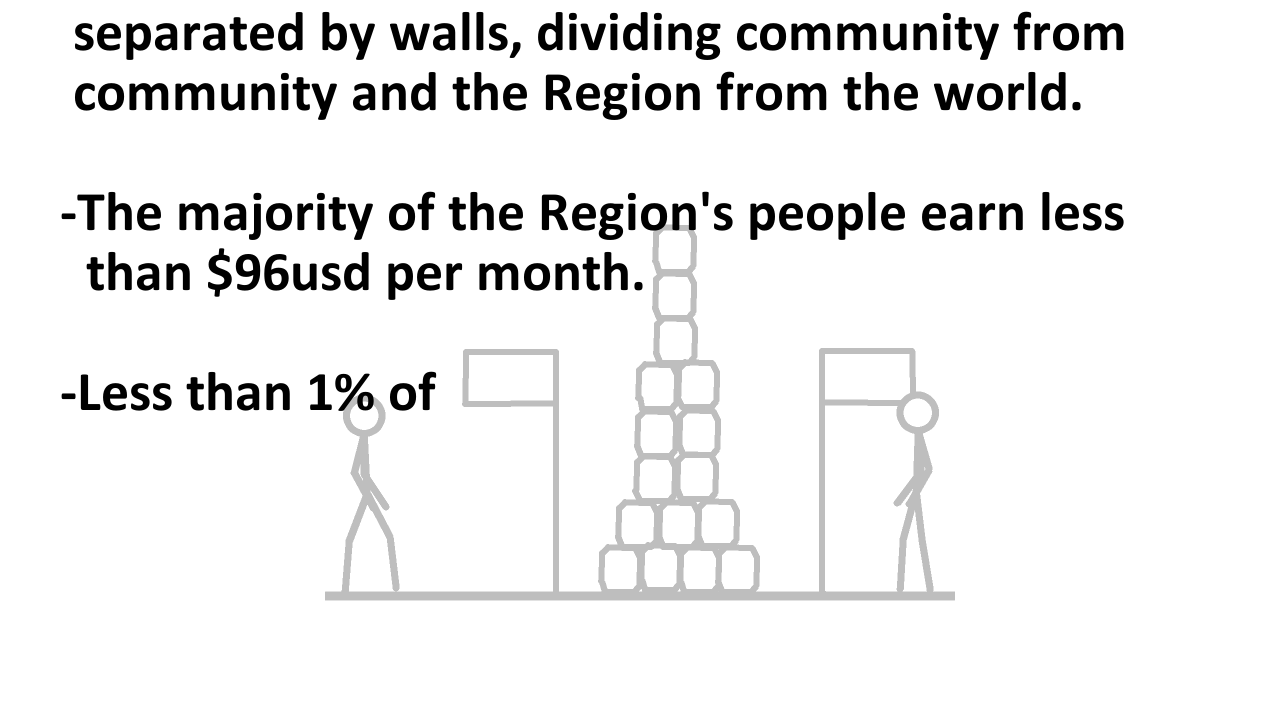 separated by walls, dividing community from
community and the Region from the world.
-The majority of the Region's people earn less
than $96usd per month.
-Less than 1% of